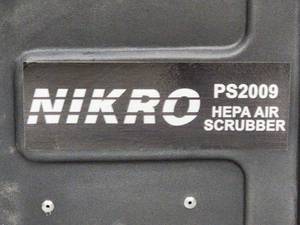 NIKRO
PS2009
HEPA AIR
SCRUBBER